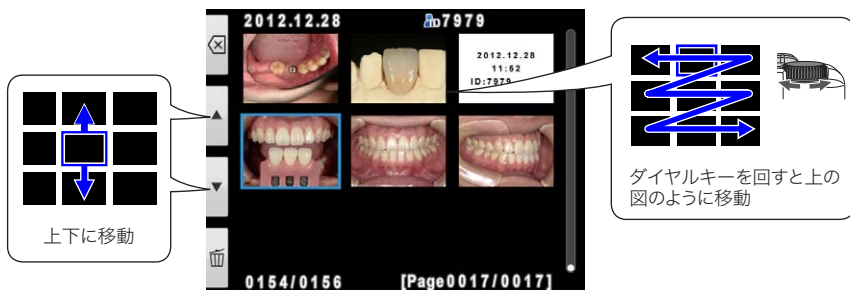 2012.12.28
ID7979
2012.12.28
11:52
ID:7979
上下に移動
ダイヤルキーを回すと上の
図のように移動
0154/0156
[Page0017/0017]